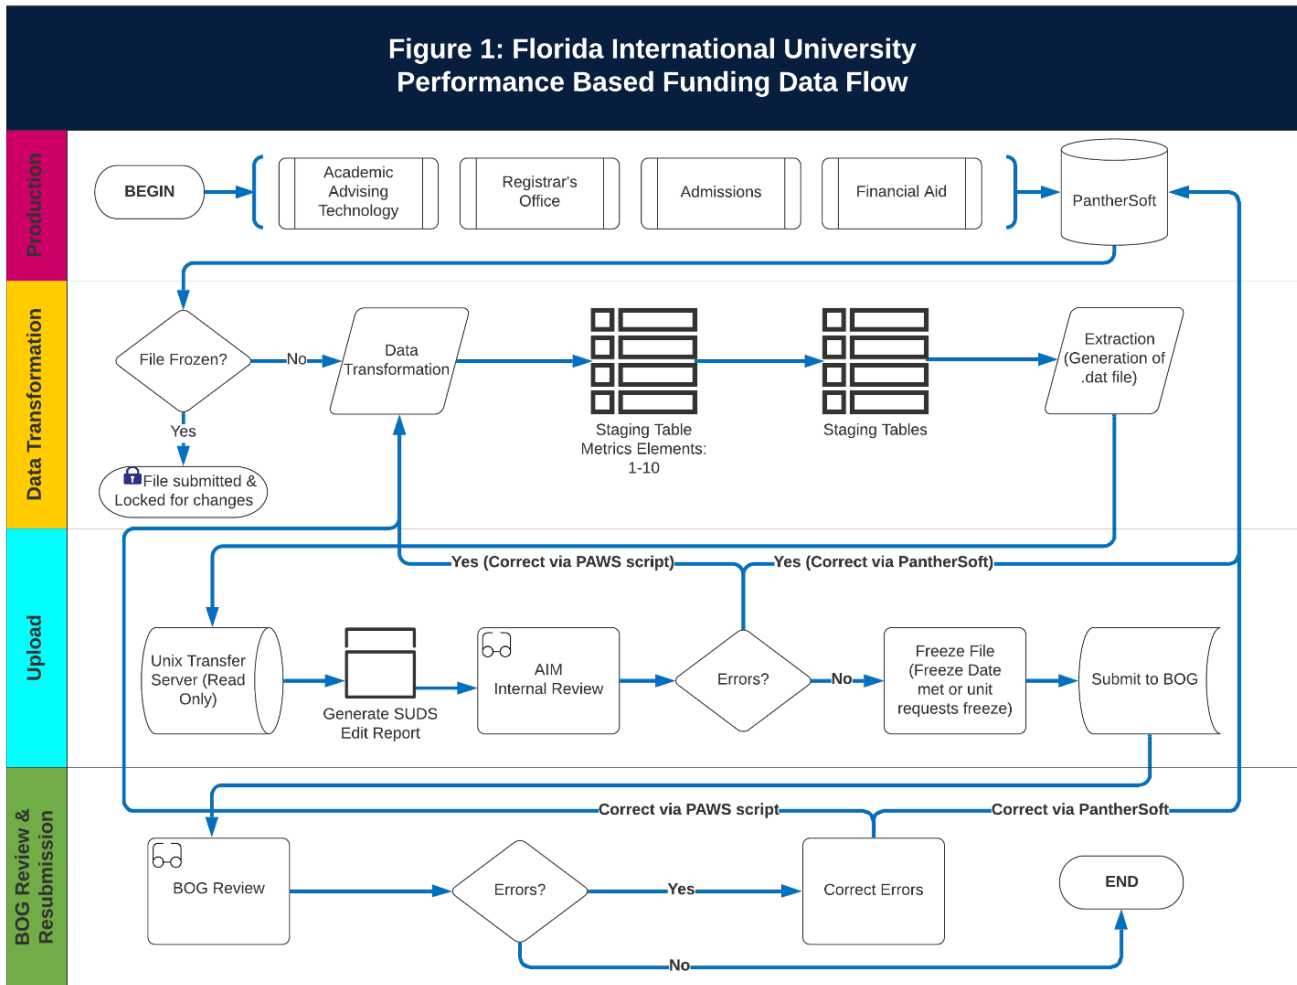 Figure 1: Florida International University
Performance Based Funding Data Flow
Production
BEGIN
Academic
Advising
Technology
Registrar's
Office
Admissions
Financial Aid
PantherSoft
Data Transformation
File Frozen?
No
Data
Transformation
Staging Table
Metrics Elements:
1-10
Staging Tables
Extraction
(Generation of
.dat file)
Yes
File submitted &
Locked for changes
Upload
Yes (Correct via PAWS script)
Yes (Correct via PantherSoft)
Unix Transfer
Server (Read
Only)
Generate SUDS
Edit Report
AIM
Internal Review
Errors?
No
Freeze File
(Freeze Date
met or unit
requests freeze)
Submit to BOG
BOG Review &
Resubmission
Correct via PAWS script
Correct via PantherSoft
BOG Review
Errors?
Yes
Correct Errors
END
No